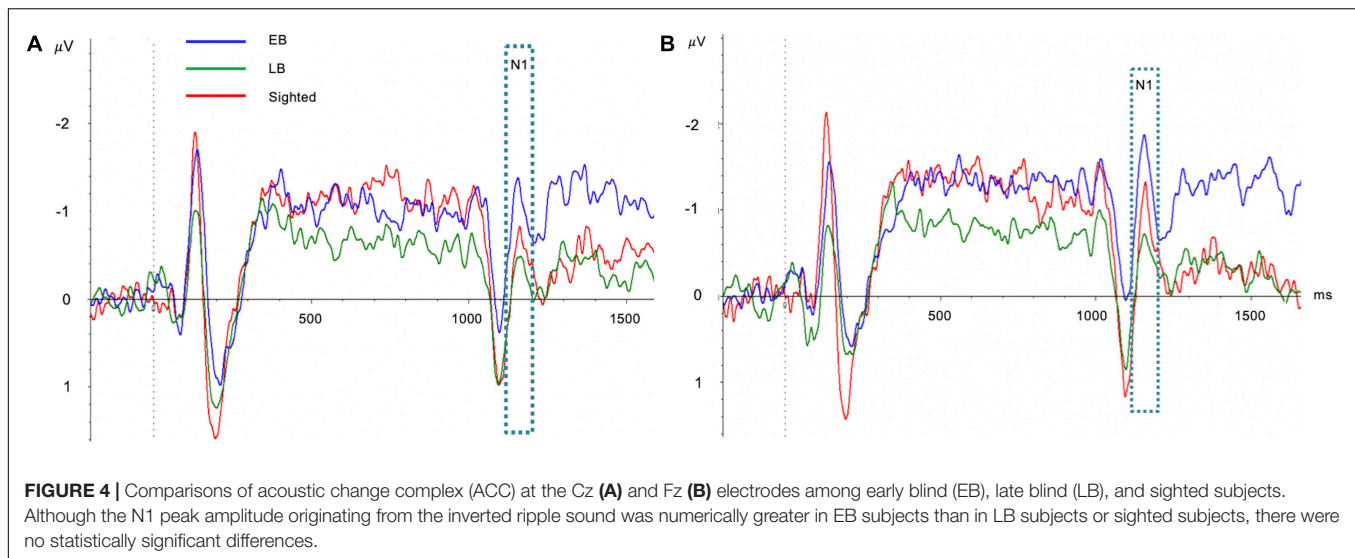 A
μV
EB
LB
Sighted
N1
-2
-1
0
1
500
1000
1500
B
μV
N1
-2
-1
0
1
500
1000
1500
ms
FIGURE 4 | Comparisons of acoustic change complex (ACC) at the Cz (A) and Fz (B) electrodes among early blind (EB), late blind (LB), and sighted subjects.
Although the N1 peak amplitude originating from the inverted ripple sound was numerically greater in EB subjects than in LB subjects or sighted subjects, there were
no statistically significant differences.